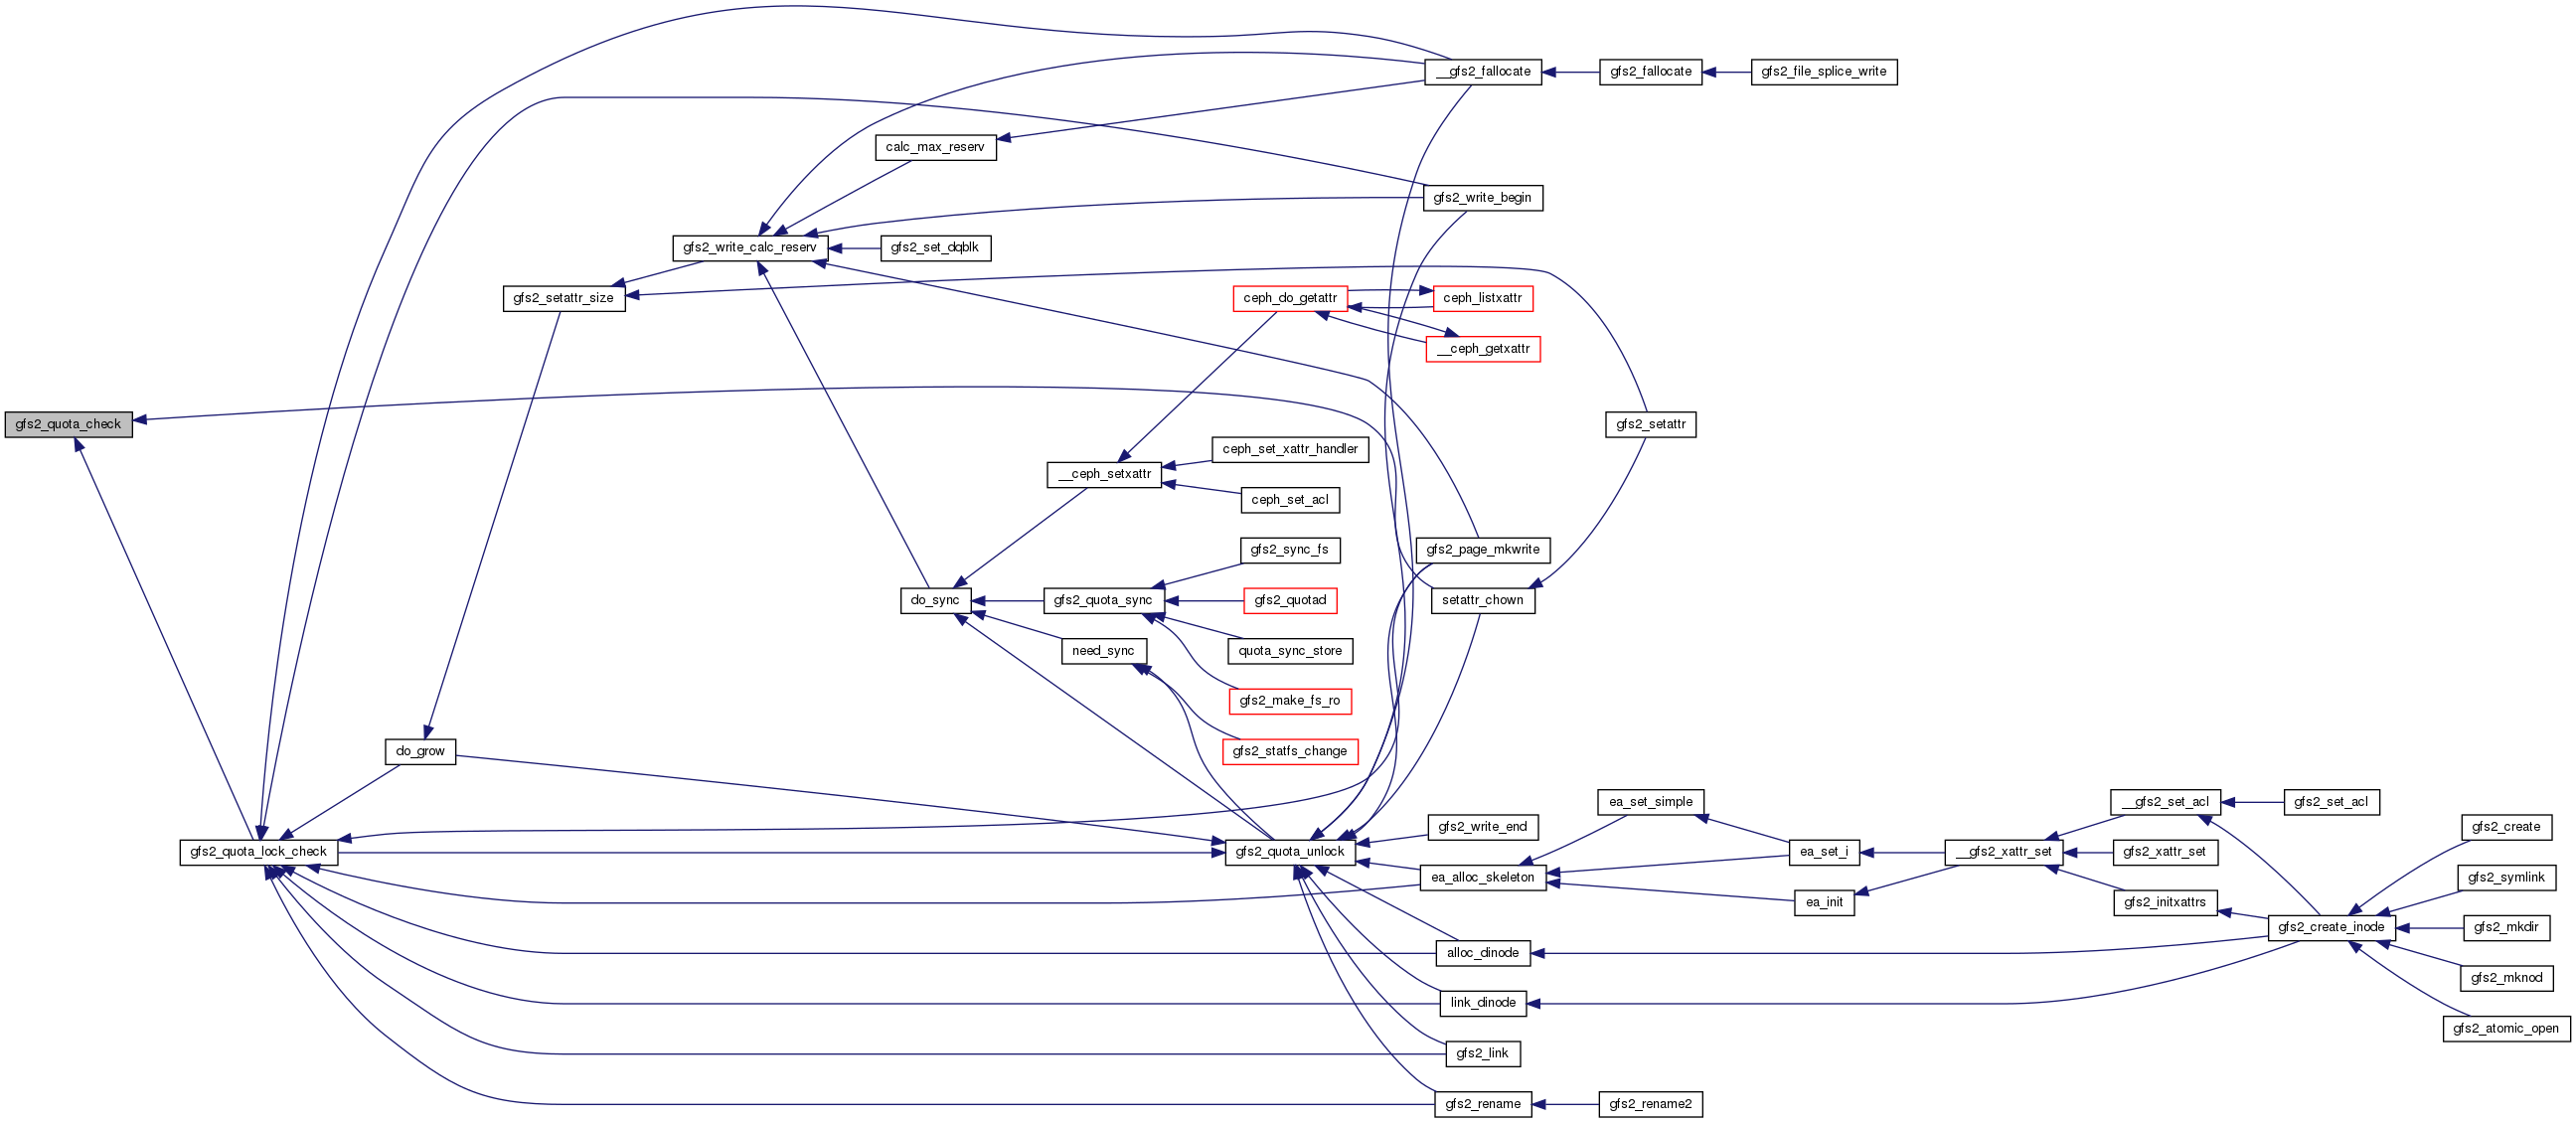 __gfs2_fallocate
gfs2_fallocate
gfs2_file_splice_write
calc_max_reserv
gfs2_write_begin
gfs2_write_calc_reserv
gfs2_set_dqblk
gfs2_setattr_size
ceph_do_getattr
ceph_listxattr
__ceph_getxattr
gfs2_quota_check
gfs2_setattr
ceph_set_xattr_handler
__ceph_setxattr
ceph_set_acl
gfs2_sync_fs
gfs2_page_mkwrite
do_sync
gfs2_quota_sync
gfs2_quotad
setattr_chown
need_sync
quota_sync_store
gfs2_make_fs_ro
do_grow
gfs2_statfs_change
ea_set_simple
__gfs2_set_acl
gfs2_set_acl
gfs2_write_end
gfs2_create
gfs2_quota_lock_check
gfs2_quota_unlock
ea_set_i
__gfs2_xattr_set
gfs2_xattr_set
ea_alloc_skeleton
gfs2_symlink
ea_init
gfs2_initxattrs
gfs2_create_inode
gfs2_mkdir
alloc_dinode
gfs2_mknod
link_dinode
gfs2_atomic_open
gfs2_link
gfs2_rename
gfs2_rename2